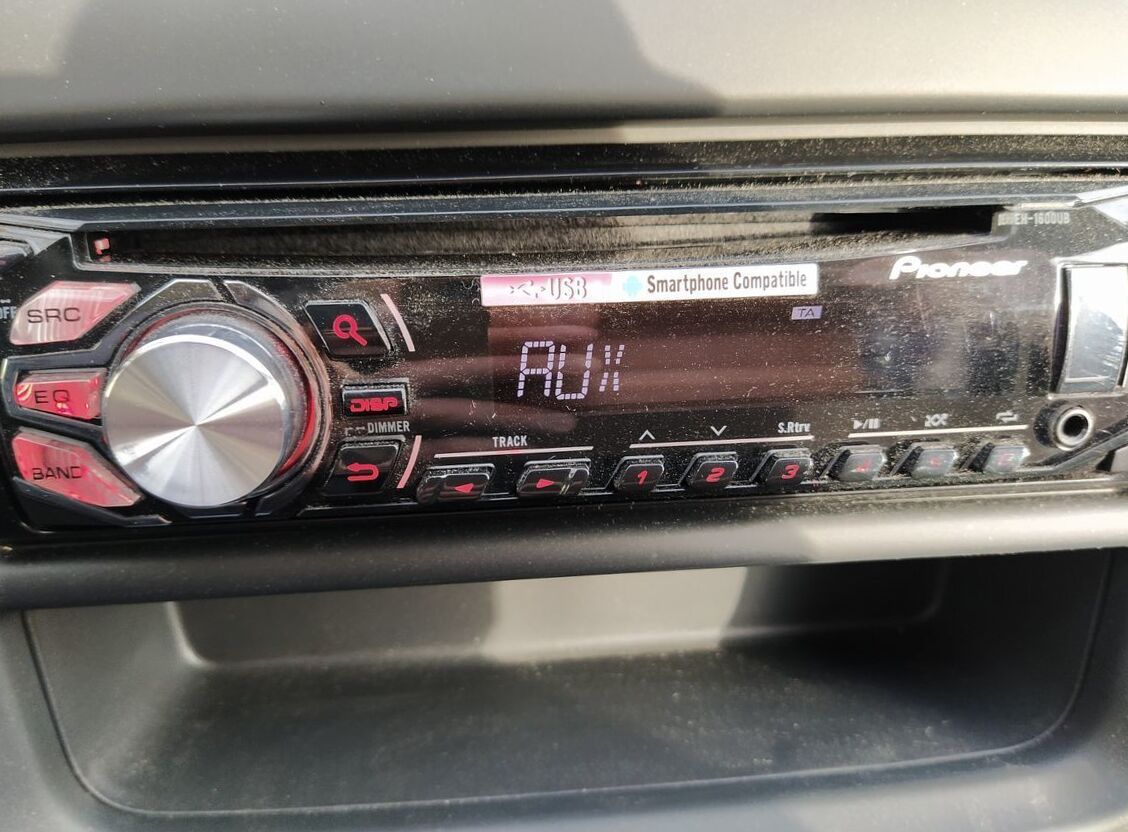 DEH-1600UB
Pioneer
USB Smartphone Compatible
TA
SRC
AUX
EQ
DISP
DIMMER
BAND
TRACK
S.Rtrv
1 2 3